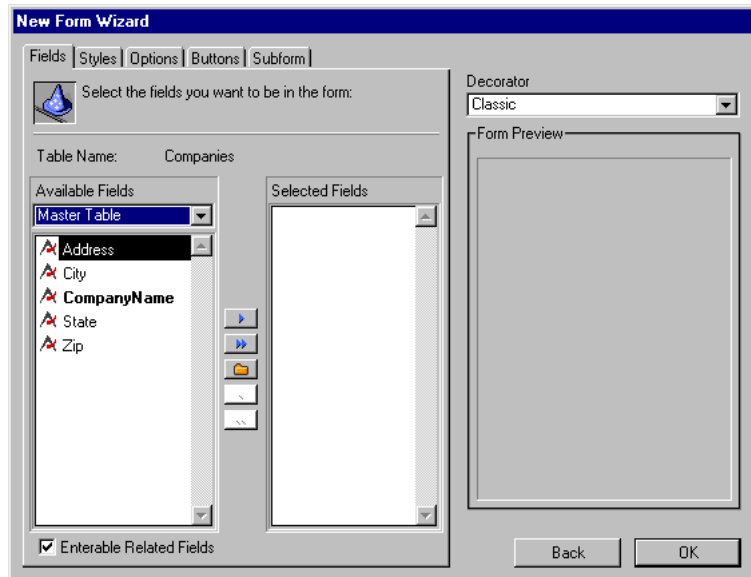 New Form Wizard
Fields Styles Options Buttons Subform
Select the fields you want to be in the form:
Decorator
Classic
Form Preview
Table Name: Companies
Available Fields
Selected Fields
Master Table
Address
City
CompanyName
State
Zip
Enterable Related Fields
Back
OK